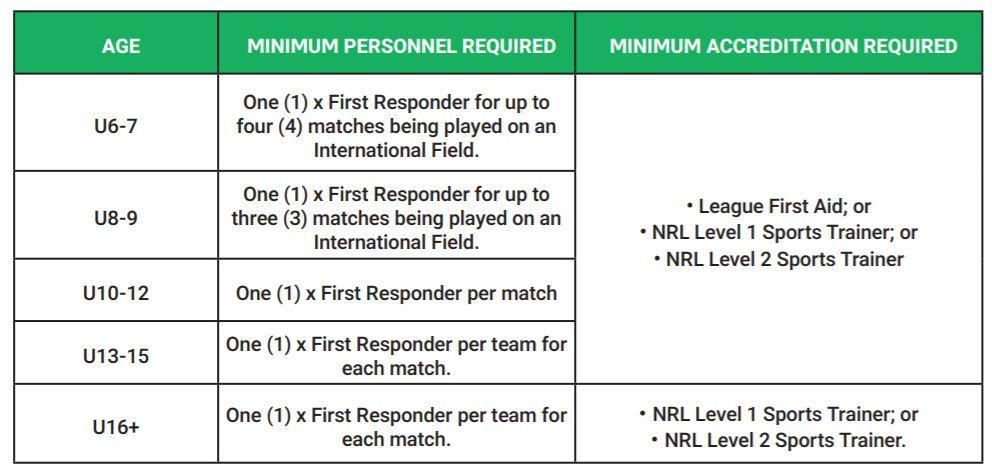 AGE
MINIMUM PERSONNEL REQUIRED
MINIMUM ACCREDITATION REQUIRED
U6-7
One (1) x First Responder for up to
four (4) matches being played on an
International Field.
U8-9
One (1) x First Responder for up to
three (3) matches being played on an
International Field.
U10-12
One (1) x First Responder per match
U13-15
One (1) x First Responder per team for
each match.
• League First Aid; or
• NRL Level 1 Sports Trainer; or
• NRL Level 2 Sports Trainer
U16+
One (1) x First Responder per team for
each match.
• NRL Level 1 Sports Trainer; or
• NRL Level 2 Sports Trainer.